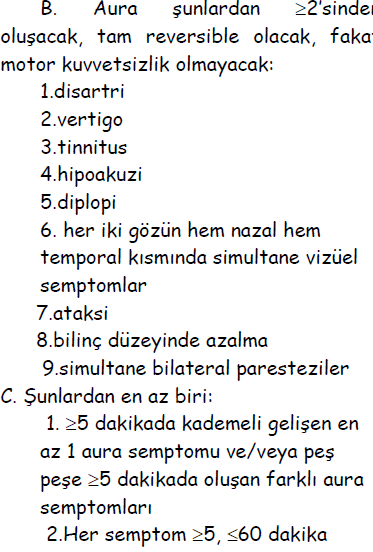 B. Aura şunlardan ≥2'sinden
oluşacak, tam reversible olacak, fakat
motor kuvvetsizlik olmayacak:
1.disartri
2.vertigo
3.tinnitus
4.hipoakuzi
5.diplopi
6. her iki gözün hem nazal hem
temporal kısmında simultane vizüel
semptomlar
7.ataksi
8.bilinç düzeyinde azalma
9.simultane bilateral paresteziler
C. Şunlardan en az biri:
1. ≥5 dakikada kademeli gelişen en
az 1 aura semptomu ve/veya peş
peşe ≥5 dakikada oluşan farklı aura
semptomları
2.Her semptom ≥5, ≤60 dakika